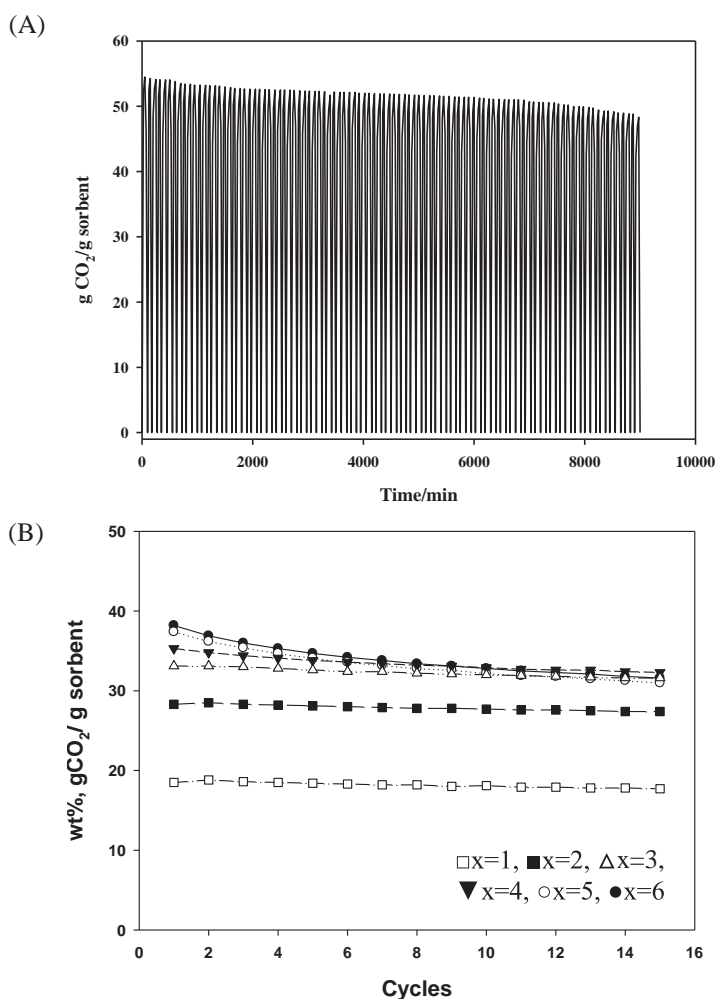 (A)
60
50
40
30
20
10
0
g CO₂/g sorbent
0 2000 4000 6000 8000 10000
Time/min
(B)
50
40
30
20
10
0
wt%, gCO₂/ g sorbent
x=1, x=2, x=3,
x=4, x=5, x=6
0 2 4 6 8 10 12 14 16
Cycles